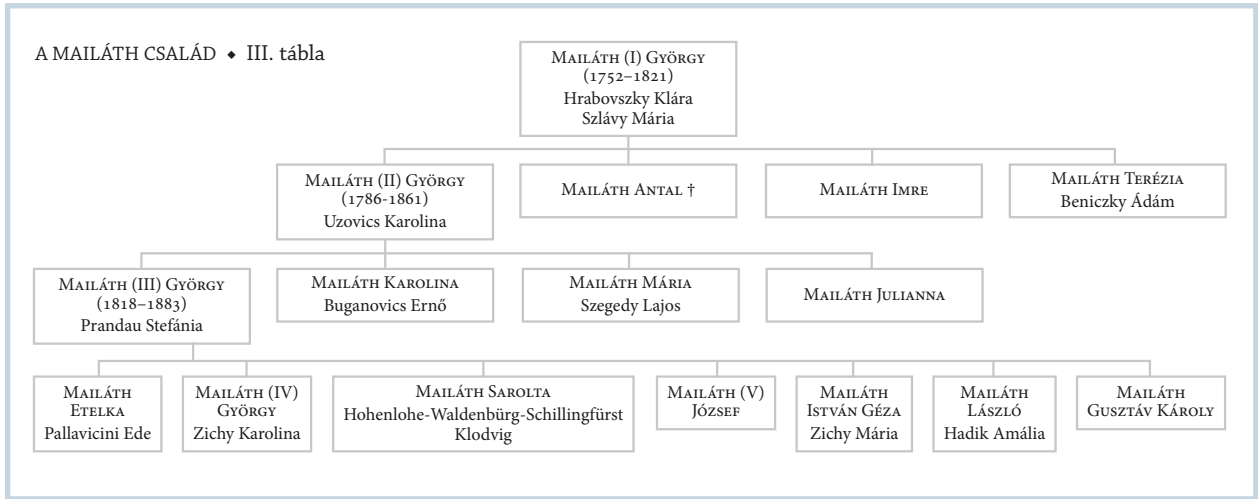 A MAILÁTH CSALÁD ◆ III. tábla
MAILÁTH (I) GYÖRGY
(1752–1821)
Hrabovszky Klára
Szlávy Mária
MAILÁTH (II) GYÖRGY
(1786-1861)
Uzovics Karolina
MAILÁTH ANTAL †
MAILÁTH IMRE
MAILÁTH TERÉZIA
Beniczky Ádám
MAILÁTH (III) GYÖRGY
(1818–1883)
Prandau Stefánia
MAILÁTH KAROLINA
Buganovics Ernő
MAILÁTH MÁRIA
Szegedy Lajos
MAILÁTH JULIANNA
MAILÁTH
ETELKA
Pallavicini Ede
MAILÁTH (IV)
GYÖRGY
Zichy Karolina
MAILÁTH SAROLTA
Hohenlohe-Waldenbürg-Schillingfürst
Klodvig
MAILÁTH (V)
JÓZSEF
MAILÁTH
ISTVÁN GÉZA
Zichy Mária
MAILÁTH
LÁSZLÓ
Hadik Amália
MAILÁTH
GUSZTÁV KÁROLY